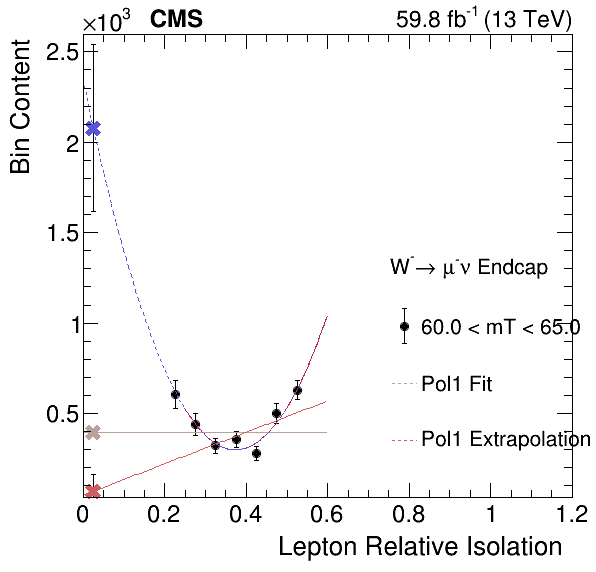 ×10³ CMS 59.8 fb⁻¹ (13 TeV)
Bin Content
2.5
2
1.5
1
0.5
W⁻→ μ⁻ν Endcap
60.0 < mT < 65.0
Pol1 Fit
Pol1 Extrapolation
0 0.2 0.4 0.6 0.8 1 1.2
Lepton Relative Isolation